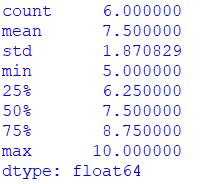 count     6.000000
mean      7.500000
std       1.870829
min       5.000000
25%       6.250000
50%       7.500000
75%       8.750000
max      10.000000
dtype: float64